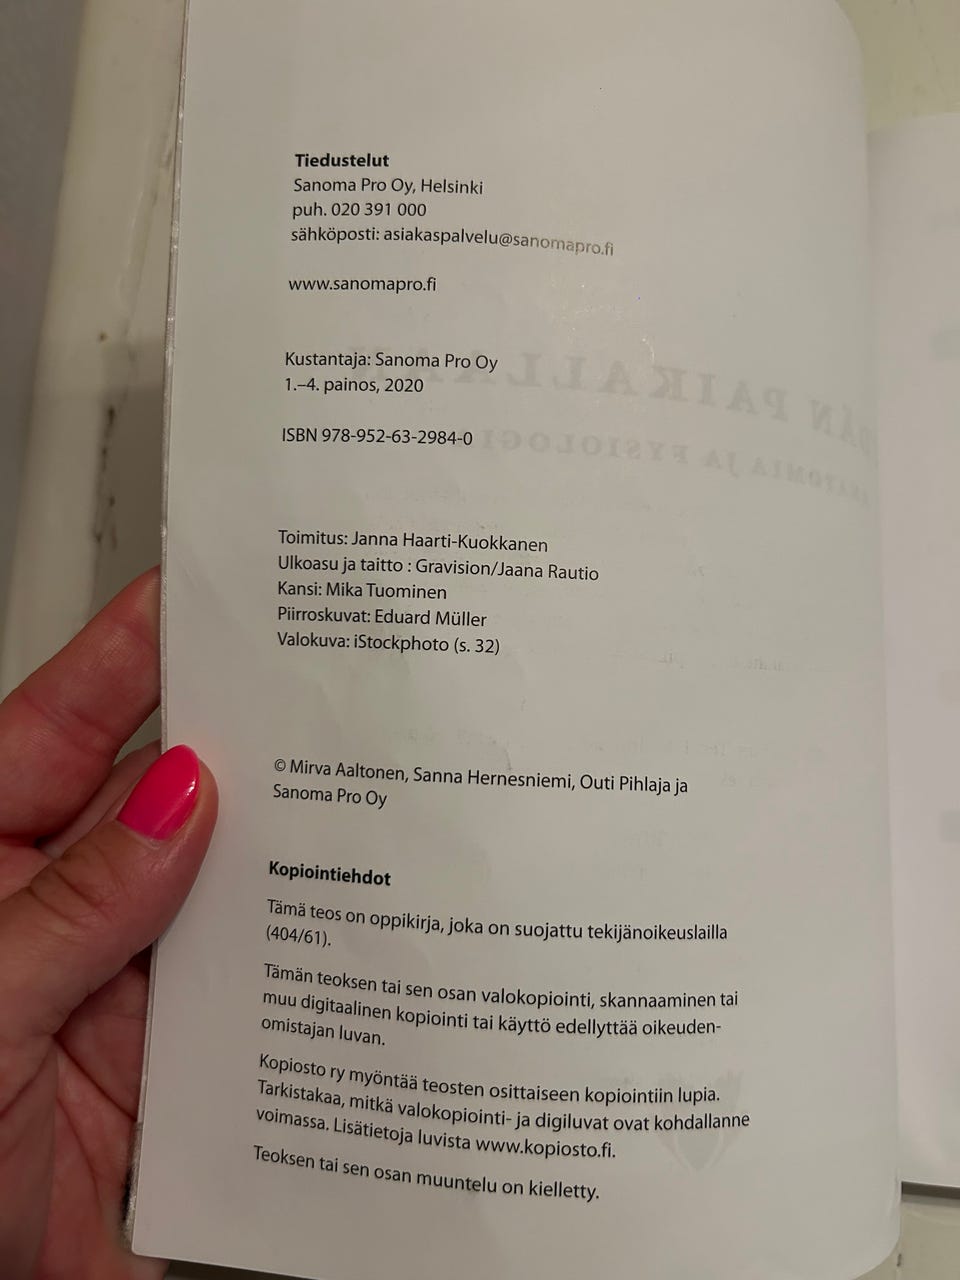 Tiedustelut
Sanoma Pro Oy, Helsinki
puh. 020 391 000
sähköposti: asiakaspalvelu@sanomapro.fi
www.sanomapro.fi
Kustantaja: Sanoma Pro Oy
1.–4. painos, 2020
ISBN 978-952-63-2984-0
Toimitus: Janna Haarti-Kuokkanen
Ulkoasu ja taitto : Gravision/Jaana Rautio
Kansi: Mika Tuominen
Piirroskuvat: Eduard Müller
Valokuva: iStockphoto (s. 32)
© Mirva Aaltonen, Sanna Hernesniemi, Outi Pihlaja ja
Sanoma Pro Oy
Kopiointiehdot
Tämä teos on oppikirja, joka on suojattu tekijänoikeuslailla
(404/61).
Tämän teoksen tai sen osan valokopiointi, skannaaminen tai
muu digitaalinen kopiointi tai käyttö edellyttää oikeuden-
omistajan luvan.
Kopiosto ry myöntää teosten osittaiseen kopiointiin lupia.
Tarkistakaa, mitkä valokopiointi- ja digiluvat ovat kohdallanne
voimassa. Lisätietoja luvista www.kopiosto.fi.
Teoksen tai sen osan muuntelu on kielletty.